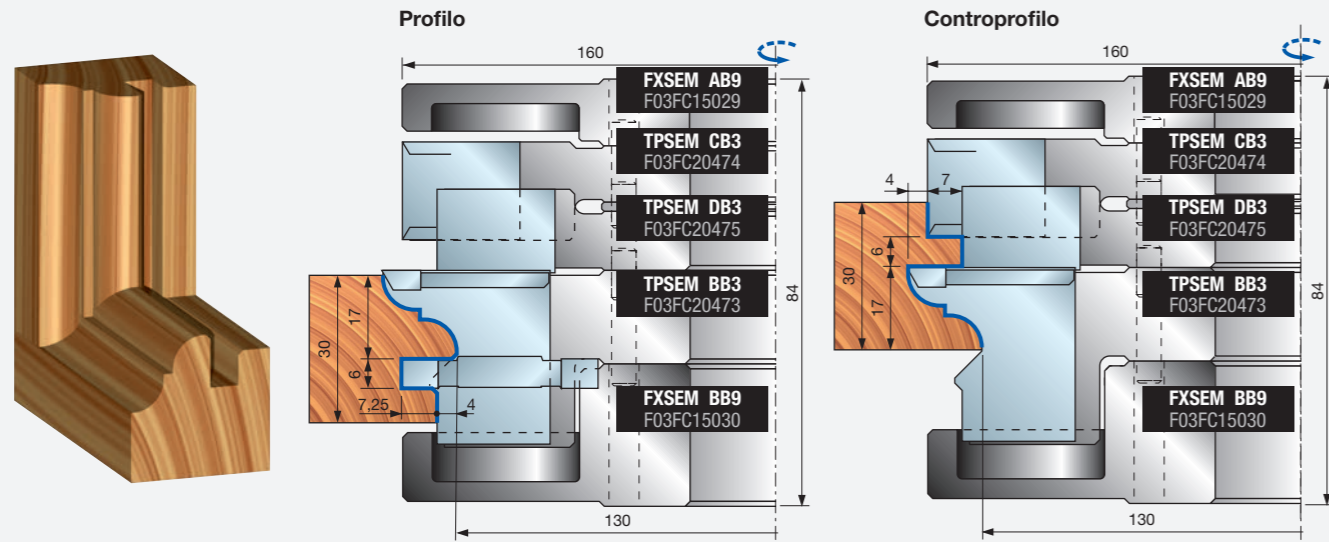 Profilo
160
FXSEM AB9
F03FC15029
TPSEM CB3
F03FC20474
TPSEM DB3
F03FC20475
TPSEM BB3
F03FC20473
FXSEM BB9
F03FC15030
84
30
17
6
7,25
4
130
Controprofilo
160
FXSEM AB9
F03FC15029
TPSEM CB3
F03FC20474
TPSEM DB3
F03FC20475
TPSEM BB3
F03FC20473
FXSEM BB9
F03FC15030
4
7
6
30
17
84
130